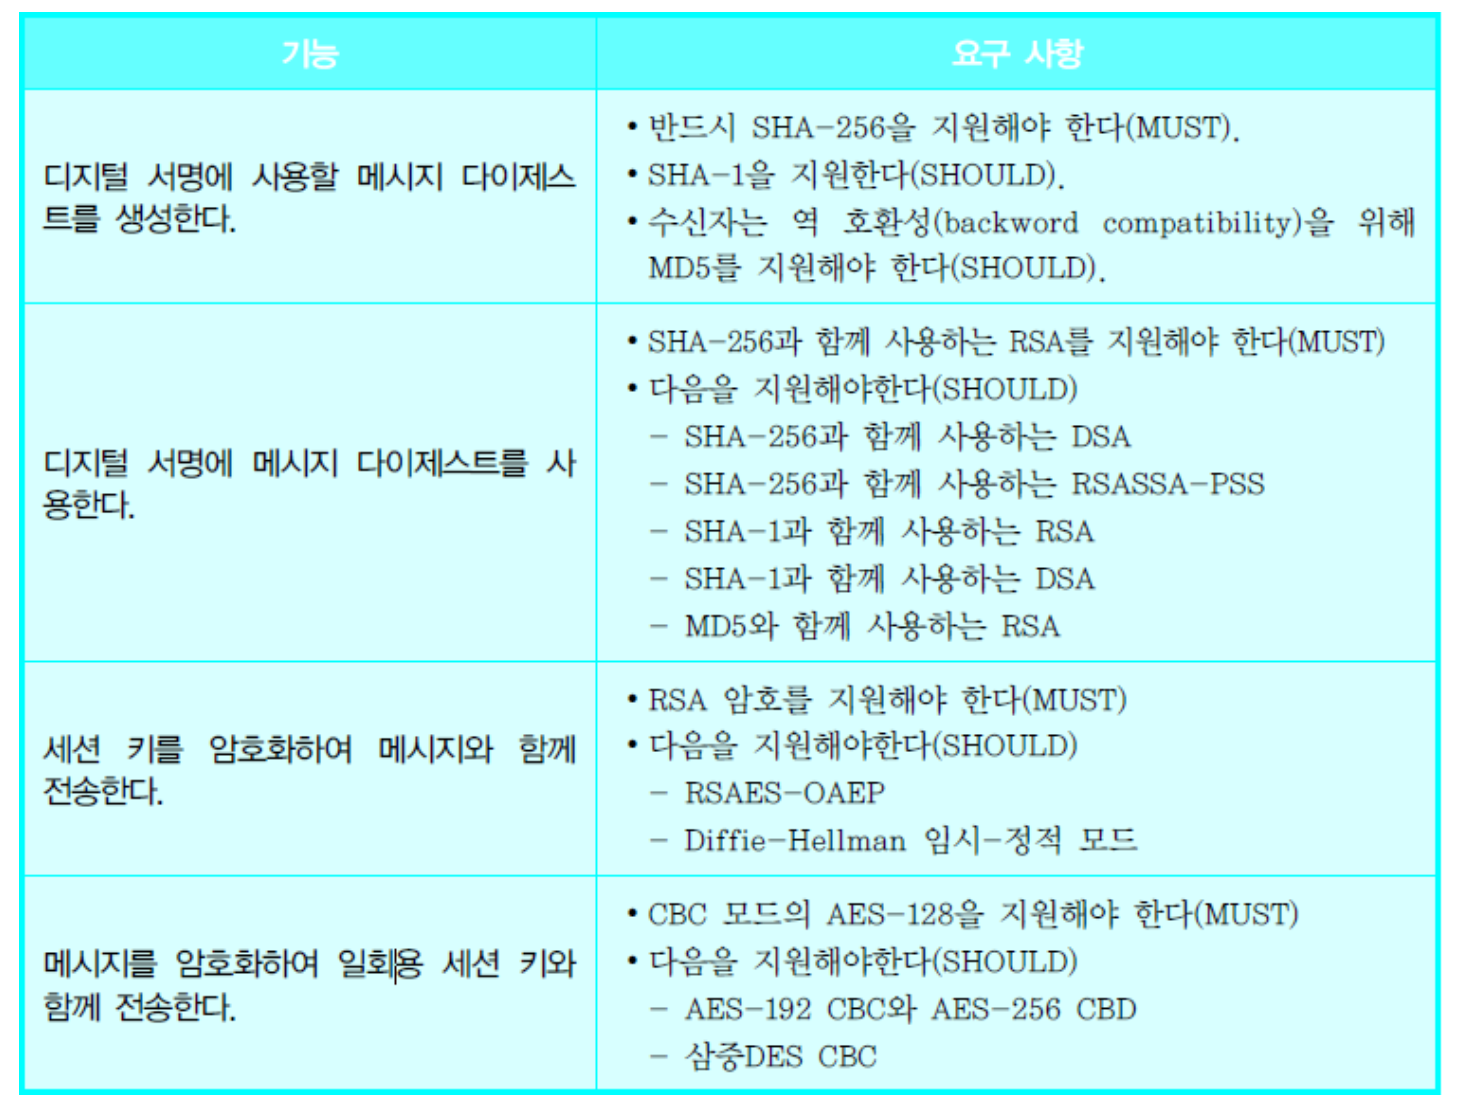 기능
요구 사항
디지털 서명에 사용할 메시지 다이제스
트를 생성한다.
• 반드시 SHA-256을 지원해야 한다(MUST).
• SHA-1을 지원한다(SHOULD).
• 수신자는 역 호환성(backword compatibility)을 위해
MD5를 지원해야 한다(SHOULD).
디지털 서명에 메시지 다이제스트를 사
용한다.
• SHA-256과 함께 사용하는 RSA를 지원해야 한다(MUST)
• 다음을 지원해야한다(SHOULD)
- SHA-256과 함께 사용하는 DSA
- SHA-256과 함께 사용하는 RSASSA-PSS
- SHA-1과 함께 사용하는 RSA
- SHA-1과 함께 사용하는 DSA
- MD5와 함께 사용하는 RSA
세션 키를 암호화하여 메시지와 함께
전송한다.
• RSA 암호를 지원해야 한다(MUST)
• 다음을 지원해야한다(SHOULD)
- RSAES-OAEP
- Diffie-Hellman 임시-정적 모드
메시지를 암호화하여 일회용 세션 키와
함께 전송한다.
• CBC 모드의 AES-128을 지원해야 한다(MUST)
• 다음을 지원해야한다(SHOULD)
- AES-192 CBC와 AES-256 CBD
- 삼중DES CBC